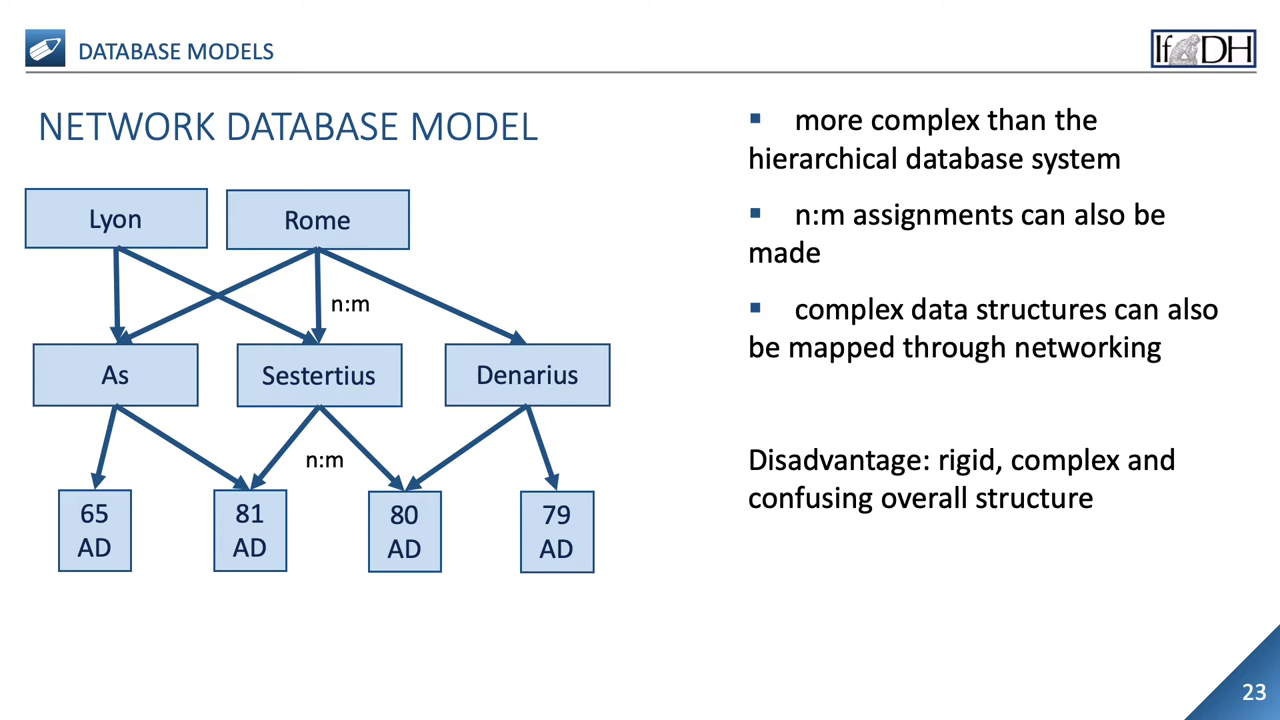 DATABASE MODELS
If DH
NETWORK DATABASE MODEL
Lyon
Rome
n:m
As
Sestertius
Denarius
n:m
65
AD
81
AD
80
AD
79
AD
▪ more complex than the
hierarchical database system
▪ n:m assignments can also be
made
▪ complex data structures can also
be mapped through networking
Disadvantage: rigid, complex and
confusing overall structure
23